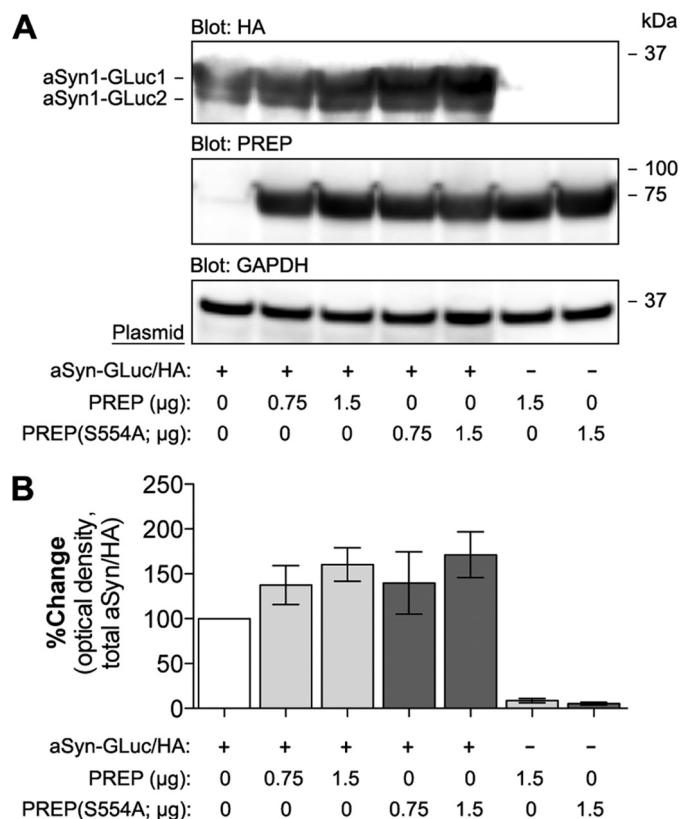 A
Blot: HA
kDa
– 37
aSyn1-GLuc1 –
aSyn1-GLuc2 –
Blot: PREP
– 100
– 75
Blot: GAPDH
– 37
Plasmid
aSyn-GLuc/HA: + + + + + – –
PREP (µg): 0 0.75 1.5 0 0 1.5 0
PREP(S554A; µg): 0 0 0 0.75 1.5 0 1.5
B
%Change
(optical density,
total aSyn/HA)
250
200
150
100
50
0
aSyn-GLuc/HA: + + + + + – –
PREP (µg): 0 0.75 1.5 0 0 1.5 0
PREP(S554A; µg): 0 0 0 0.75 1.5 0 1.5